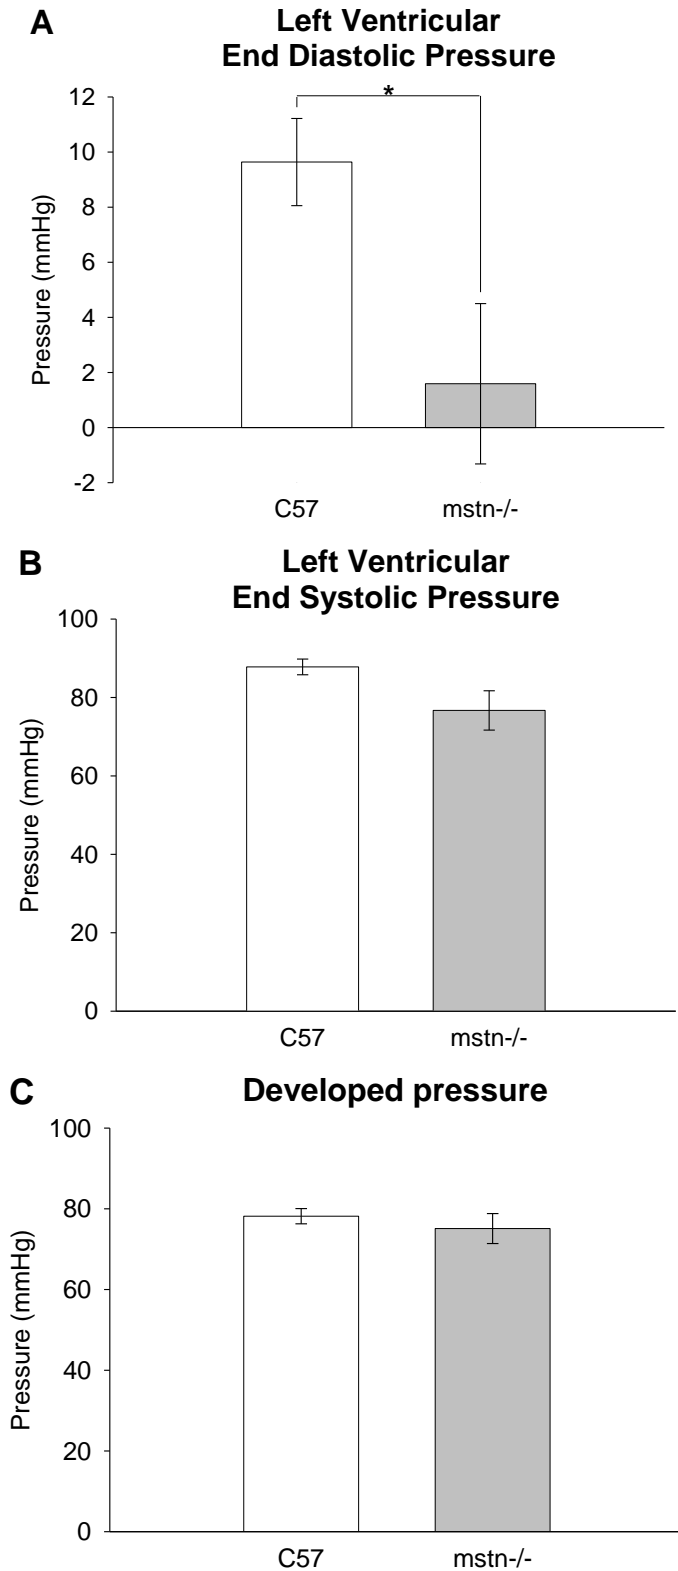 A
Left Ventricular
End Diastolic Pressure
12
*
10
8
6
4
2
0
-2
Pressure (mmHg)
C57
mstn-/-
B
Left Ventricular
End Systolic Pressure
100
80
60
40
20
0
Pressure (mmHg)
C57
mstn-/-
C
Developed pressure
100
80
60
40
20
0
Pressure (mmHg)
C57
mstn-/-